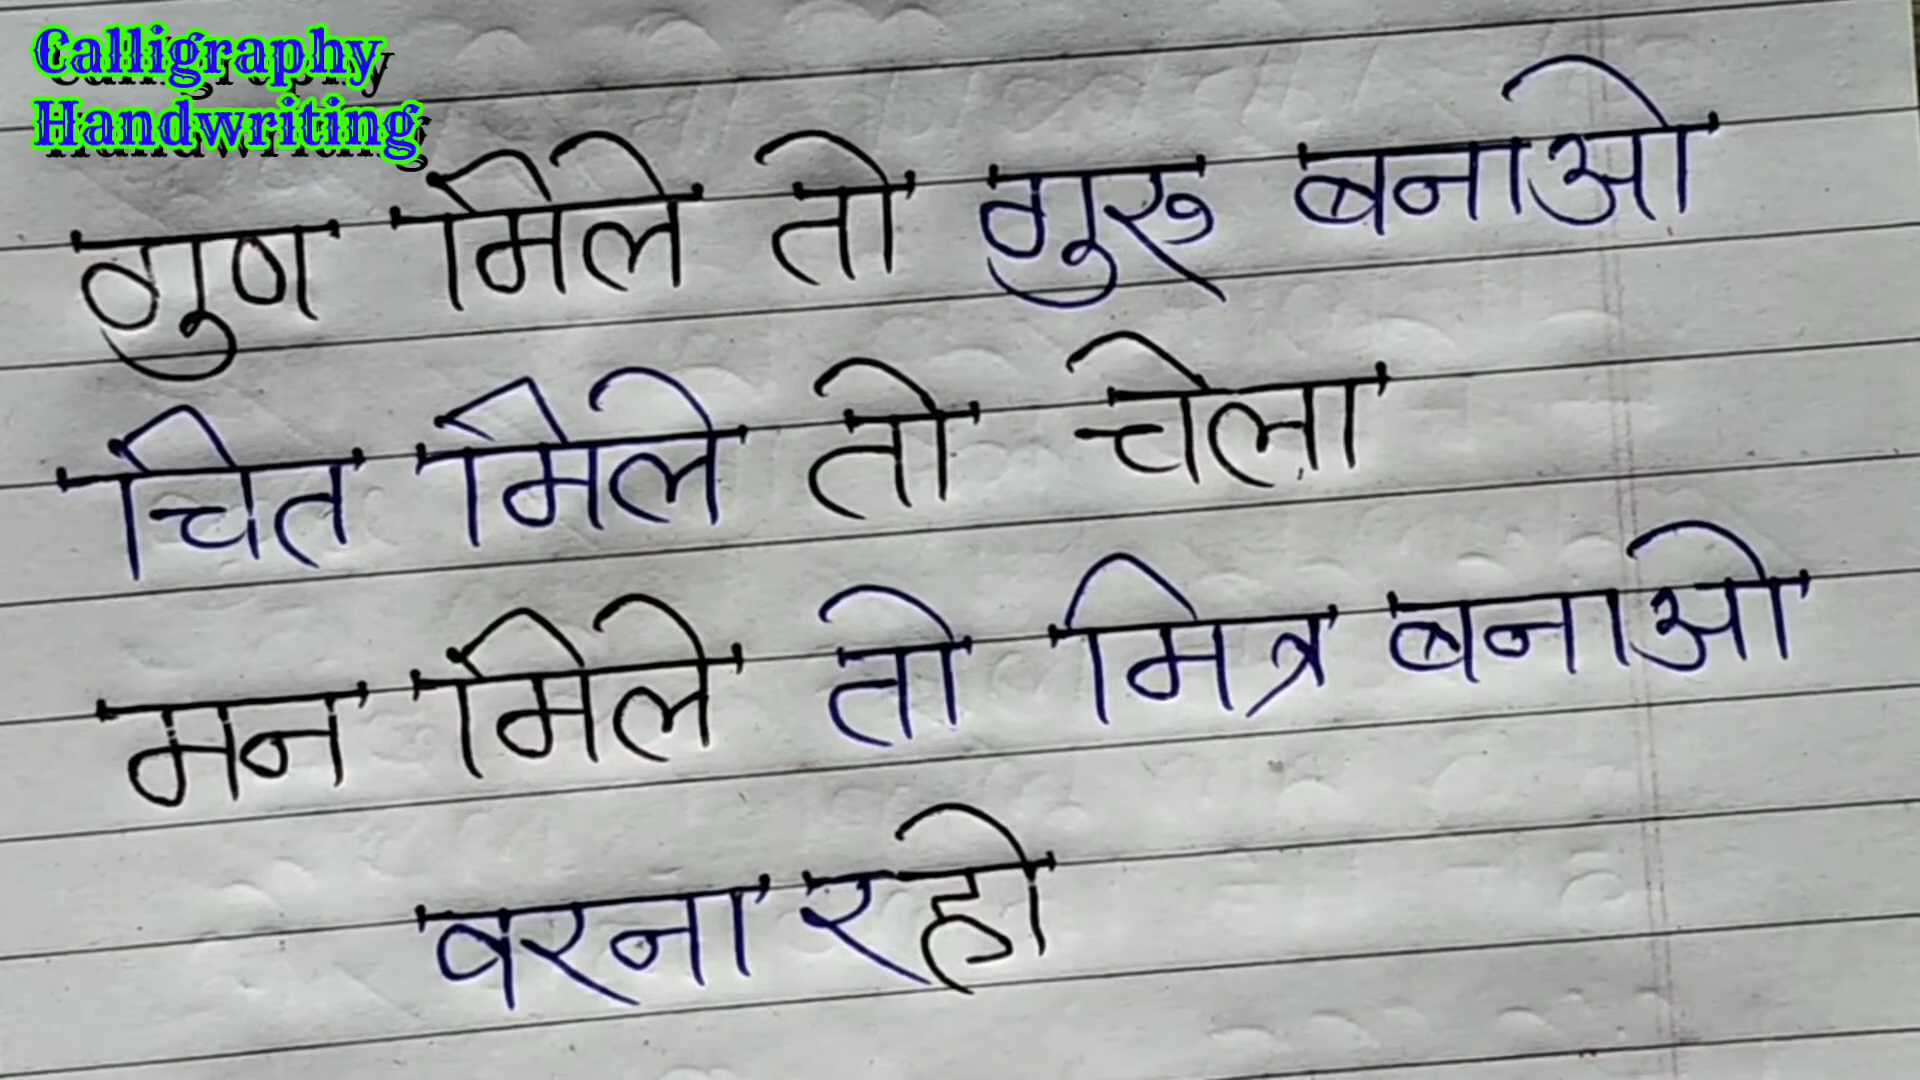 Calligraphy
Handwriting
गुण मिले तो गुरु बनाओ
चित मिले तो चेला
मन मिले तो मित्र बनाओ
वरना रहो